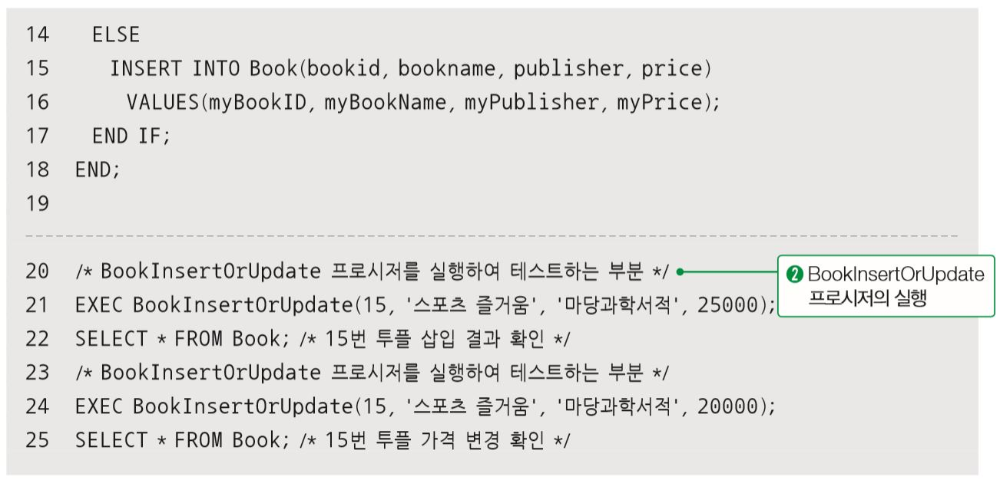 14 ELSE
15 INSERT INTO Book(bookid, bookname, publisher, price)
16 VALUES(myBookID, myBookName, myPublisher, myPrice);
17 END IF;
18 END;
19
20 /* BookInsertOrUpdate 프로시저를 실행하여 테스트하는 부분 */
❷ BookInsertOrUpdate
프로시저의 실행
21 EXEC BookInsertOrUpdate(15, '스포츠 즐거움', '마당과학서적', 25000);
22 SELECT * FROM Book; /* 15번 투플 삽입 결과 확인 */
23 /* BookInsertOrUpdate 프로시저를 실행하여 테스트하는 부분 */
24 EXEC BookInsertOrUpdate(15, '스포츠 즐거움', '마당과학서적', 20000);
25 SELECT * FROM Book; /* 15번 투플 가격 변경 확인 */